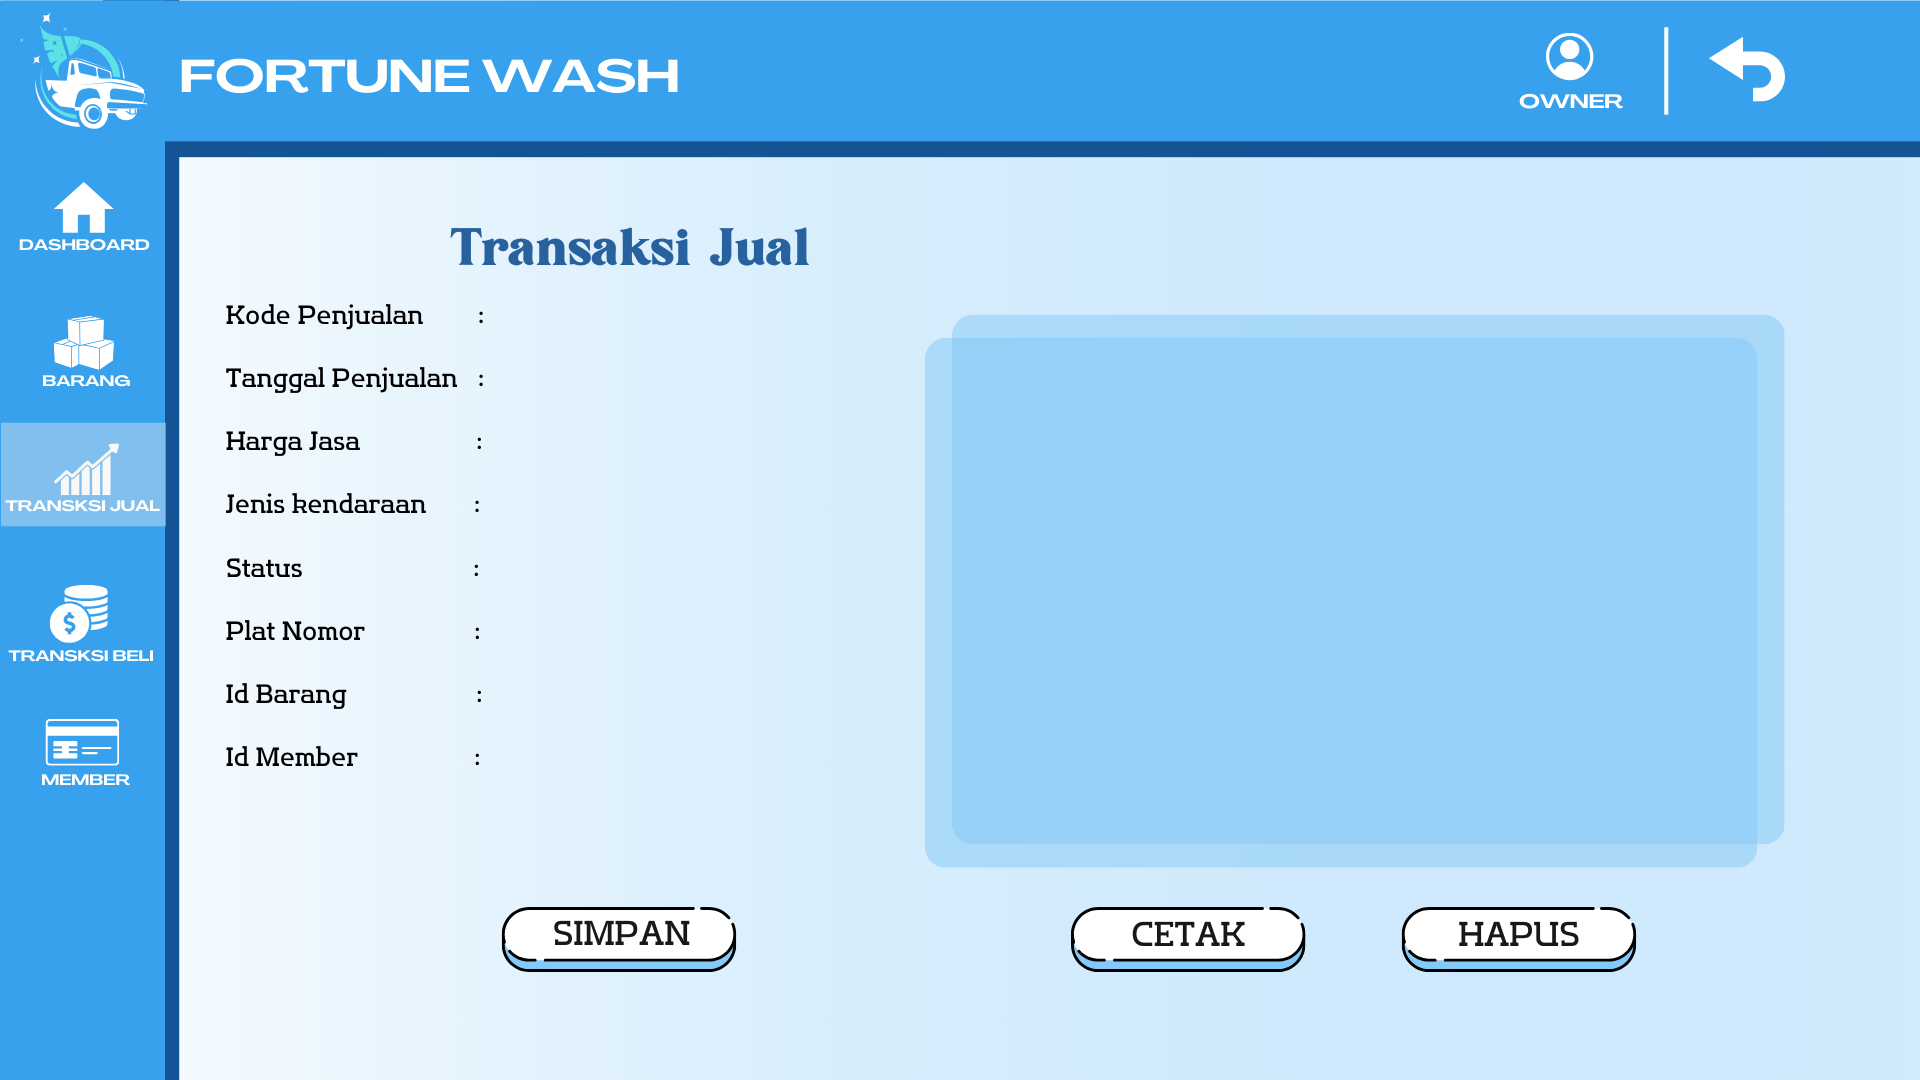 FORTUNE WASH
OWNER
DASHBOARD
BARANG
TRANSKSI JUAL
$
TRANSKSI BELI
MEMBER
Transaksi Jual
Kode Penjualan :
Tanggal Penjualan :
Harga Jasa :
Jenis kendaraan :
Status :
Plat Nomor :
Id Barang :
Id Member :
SIMPAN
CETAK
HAPUS